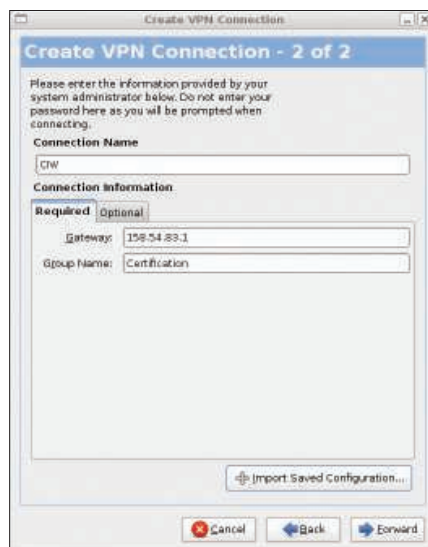 Create VPN Connection
Create VPN Connection - 2 of 2
Please enter the information provided by your
system administrator below. Do not enter your
password here as you will be prompted when
connecting.
Connection Name
CIW
Connection Information
Required Optional
Gateway: 158.54.83.1
Group Name: Certification
Import Saved Configuration...
Cancel Back Forward